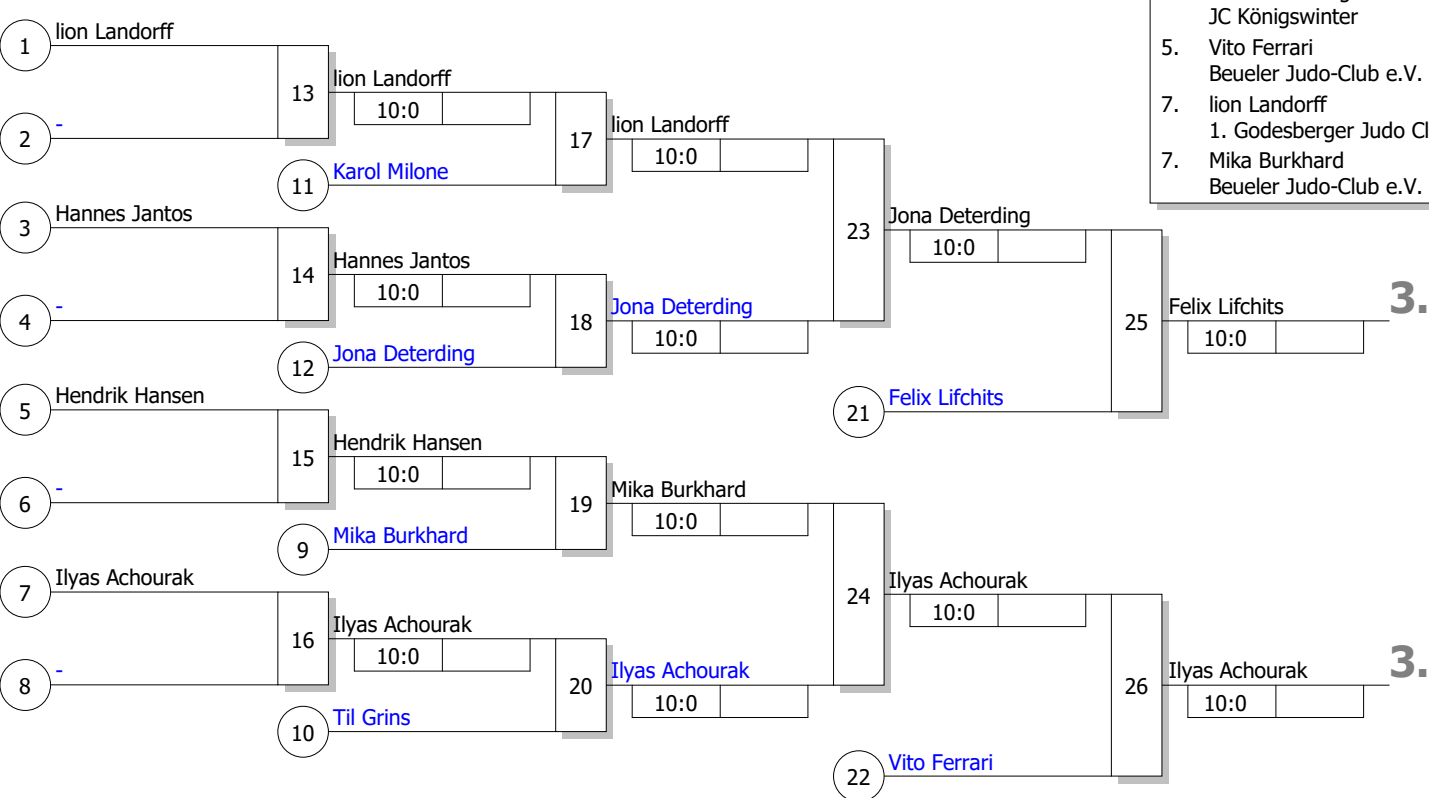 JC Königswinter
5. Vito Ferrari
Beueler Judo-Club e.V.
7. lion Landorff
1. Godesberger Judo
7. Mika Burkhard
Beueler Judo-Club e.V.
1 lion Landorff
13 lion Landorff
10:0
2 -
17 lion Landorff
10:0
11 Karol Milone
3 Hannes Jantos
23 Jona Deterding
10:0
14 Hannes Jantos
10:0
4 -
18 Jona Deterding
10:0
25 Felix Lifchits 3.
10:0
12 Jona Deterding
5 Hendrik Hansen
21 Felix Lifchits
15 Hendrik Hansen
10:0
6 -
19 Mika Burkhard
10:0
9 Mika Burkhard
7 Ilyas Achourak
24 Ilyas Achourak
10:0
16 Ilyas Achourak
10:0
8 -
20 Ilyas Achourak
10:0
26 Ilyas Achourak 3.
10:0
10 Til Grins
22 Vito Ferrari